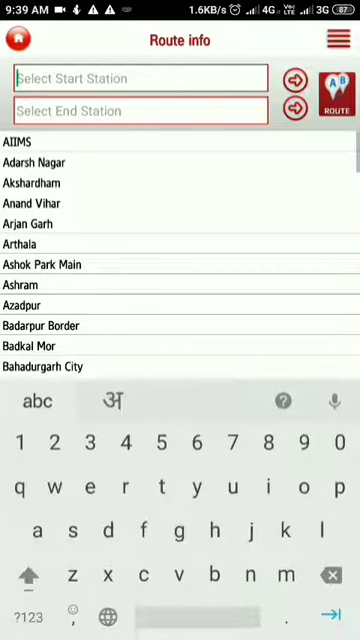 9:39 AM 1.6KB/s 4G Vo) LTE 3G 87
Route info
Select Start Station
A B
Select End Station
ROUTE
AIIMS
Adarsh Nagar
Akshardham
Anand Vihar
Arjan Garh
Arthala
Ashok Park Main
Ashram
Azadpur
Badarpur Border
Badkal Mor
Bahadurgarh City
abc अ ?
1 2 3 4 5 6 7 8 9 0
q w e r t y u i o p
a s d f g h j k l
z x c v b n m
?123 , .